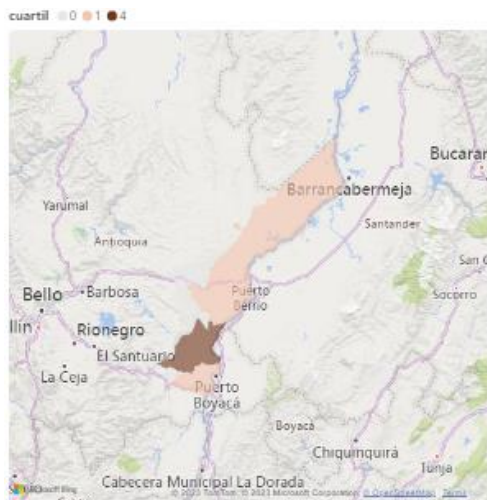 cuartil 0 1 4
Bucarar
Barrancabermeja
Yarumal
Santander
Antioquia
San G
Bello Barbosa
Puerto
Berrío
Socorro
llín
Rionegro
El Santuario
La Ceja
Puerto
Boyacá
Boyacá
Chiquinquirá
Tunja
Cabecera Municipal La Dorada
Microsoft Bing
© 2023 TomTom, © 2023 Microsoft Corporation, © OpenStreetMap, Terms